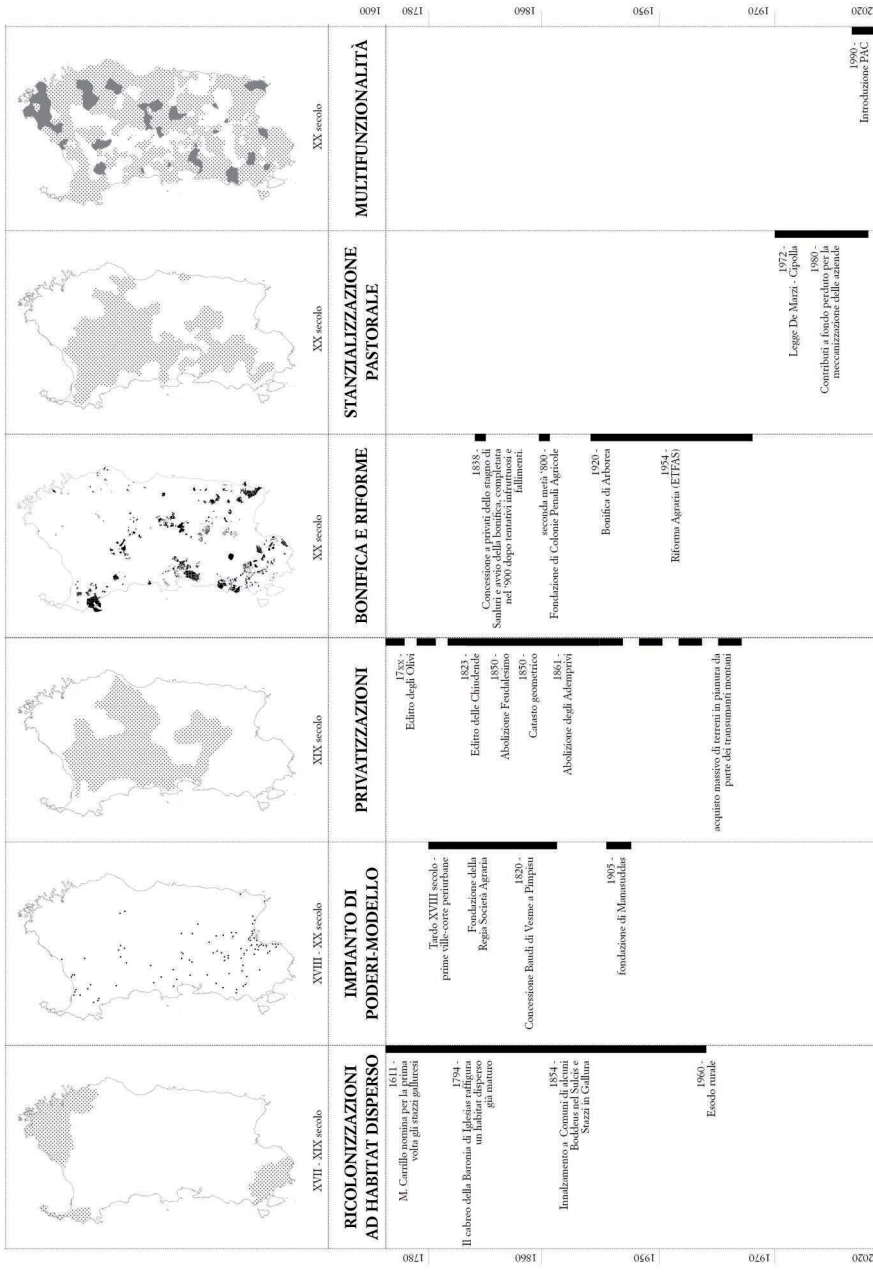 XVII - XIX secolo
XVIII - XX secolo
XIX secolo
XX secolo
XX secolo
XX secolo
RICOLONIZZAZIONI
AD HABITAT DISPERSO
IMPIANTO DI
PODERI-MODELLO
PRIVATIZZAZIONI
BONIFICA E RIFORME
STANZIALIZZAZIONE
PASTORALE
MULTIFUNZIONALITÀ
1780
1860
1950
1970
2020
1611 -
M. Carrillo nomina per la prima
volta gli stazzi galluresi
1794 -
Il cabreo della Baronia di Iglesias raffigura
un habitat disperso
già maturo
1854 -
Innalzamento a Comuni di alcuni
Boddeus nel Sulcis e
Stazzi in Gallura
1960 -
Esodo rurale
Tardo XVIII secolo -
prime ville-corte periurbane
Fondazione della
Regia Società Agraria
1820 -
Concessione Baudi di Vesme a Pimpisu
1905 -
fondazione di Manasuddas
17xx -
Editto degli Olivi
1823 -
Editto delle Chiudende
1850 -
Abolizione Feudalesimo
1850 -
Catasto geometrico
1861 -
Abolizione degli Ademprivi
acquisto massivo di terreni in pianura da
parte dei transumanti montani
1838 -
Concessione a privati dello stagno di
Sanluri e avvio della bonifica, completata
nel '900 dopo tentativi infruttuosi e
fallimenti.
seconda metà '800 -
Fondazione di Colonie Penali Agricole
1920 -
Bonifica di Arborea
1954 -
Riforma Agraria (ETFAS)
1972 -
Legge De Marzi - Cipolla
1980 -
Contributi a fondo perduto per la
meccanizzazione delle aziende
1990 -
Introduzione PAC
1600
1780
1860
1950
1970
2020